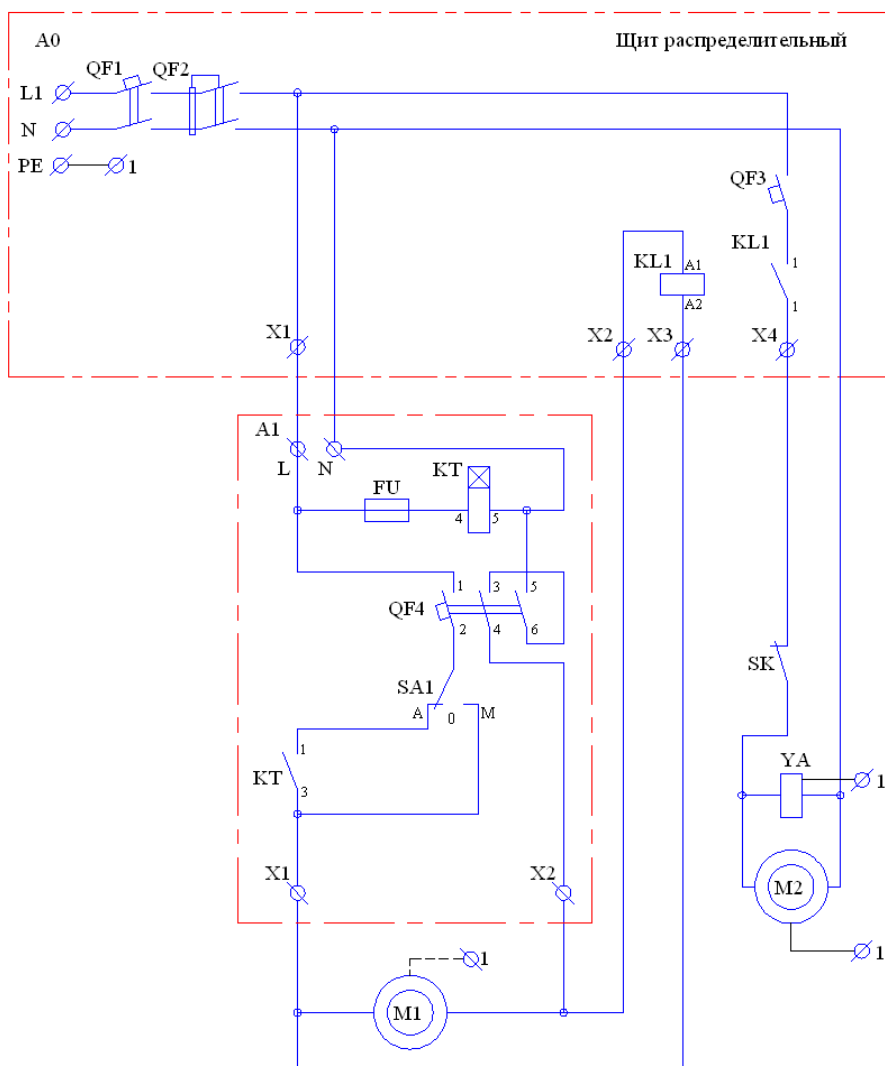 A0
Щит распределительный
QF1 QF2
L1
N
PE 1
QF3
KL1 A1
A2
KL1 1
1
X1 X2 X3 X4
A1
L N
KT
FU
4 5
1 3 5
QF4
2 4 6
SA1
A 0 M
SK
1
KT
3
YA
1
X1 X2
M2
1
1
M1